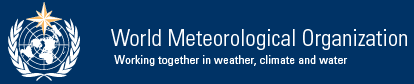 World Meteorological Organization
Working together in weather, climate and water